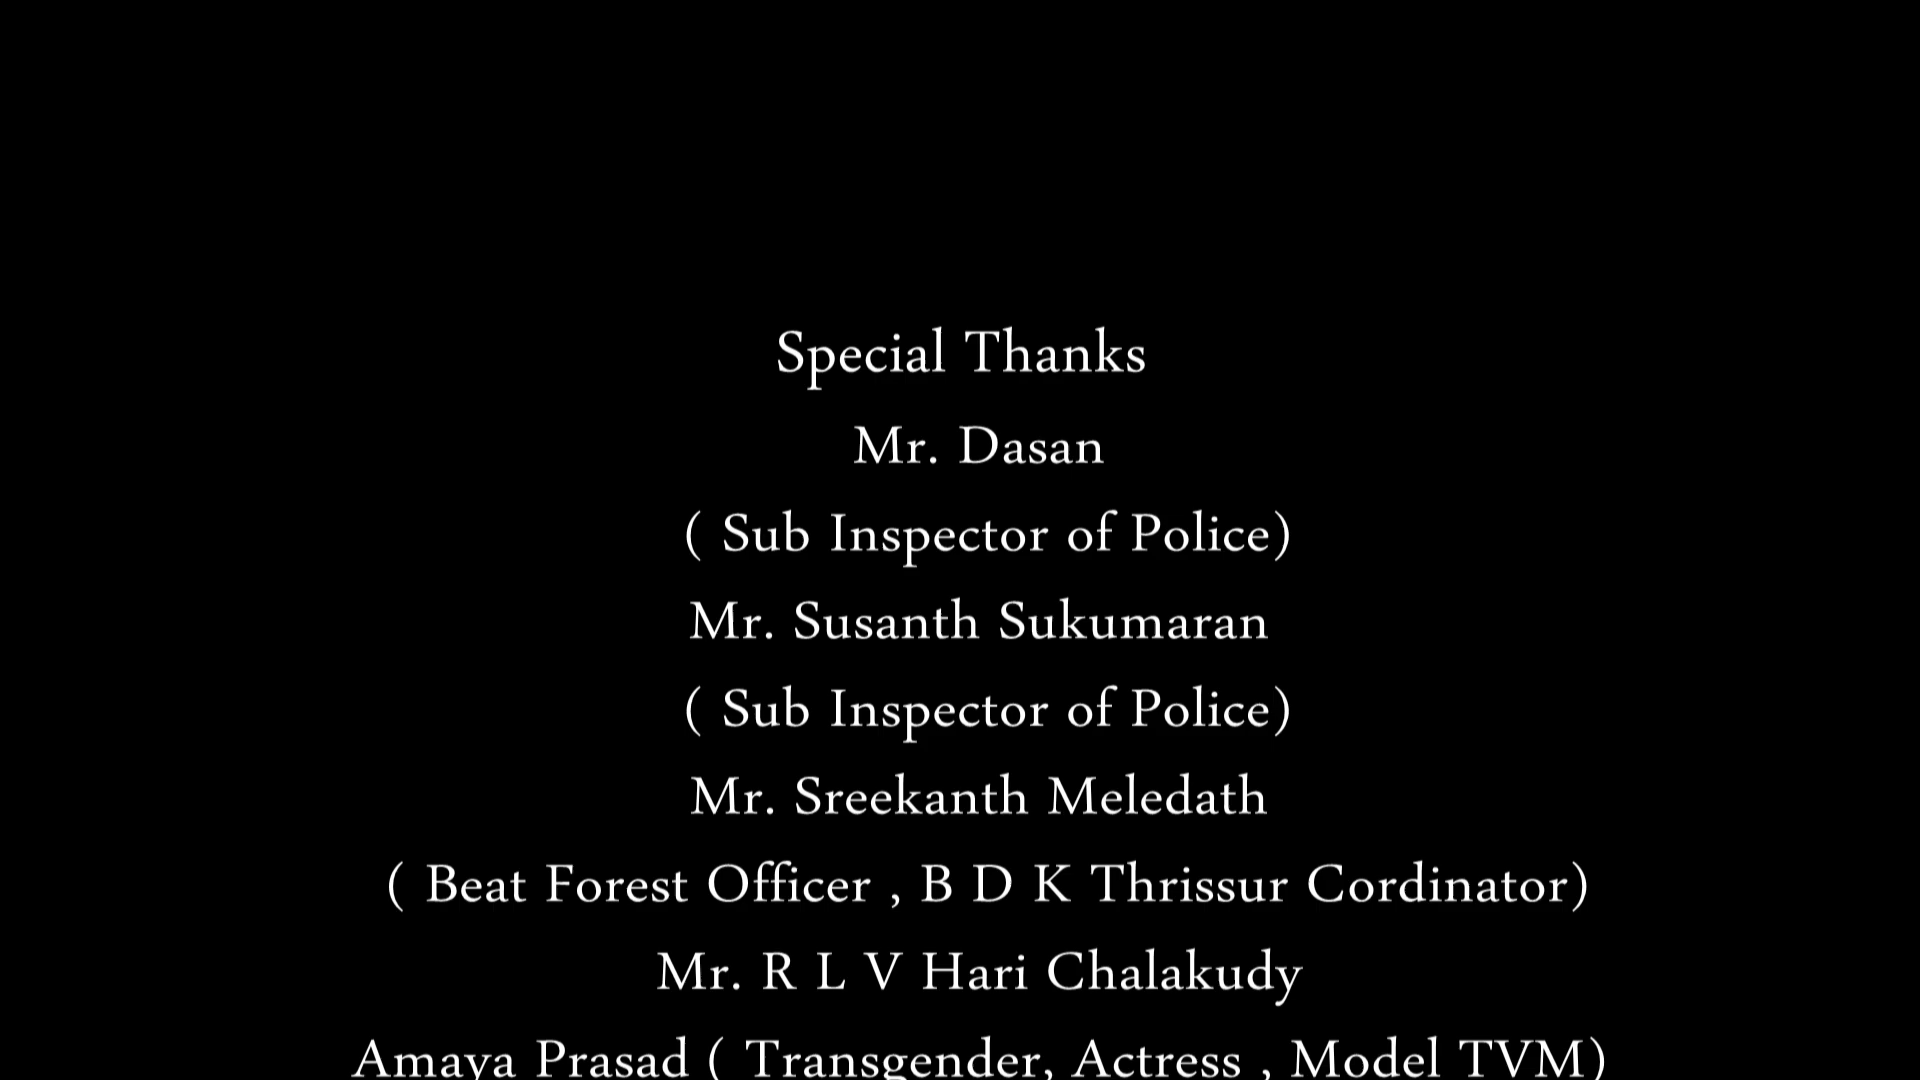 Special Thanks
Mr. Dasan
( Sub Inspector of Police)
Mr. Susanth Sukumaran
( Sub Inspector of Police)
Mr. Sreekanth Meledath
( Beat Forest Officer , B D K Thrissur Cordinator)
Mr. R L V Hari Chalakudy
Amaya Prasad ( Transgender, Actress , Model TVM)